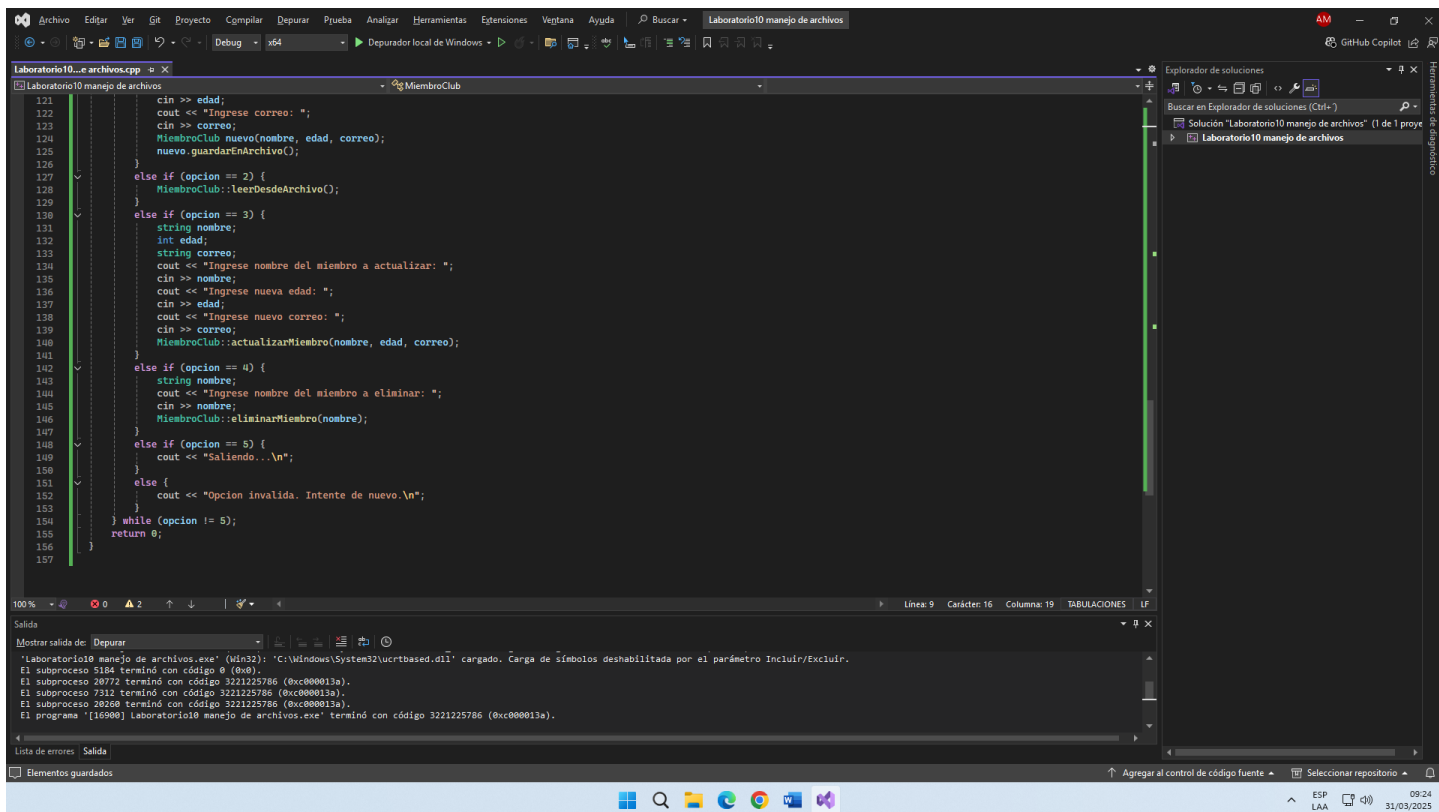 Archivo Editar Ver Git Proyecto Compilar Depurar Prueba Analizar Herramientas Extensiones Ventana Ayuda Buscar Laboratorio10 manejo de archivos AM
Debug x64 Depurador local de Windows GitHub Copilot
Laboratorio10...e archivos.cpp
Laboratorio10 manejo de archivos MiembroClub
121 cin >> edad;
122 cout << "Ingrese correo: ";
123 cin >> correo;
124 MiembroClub nuevo(nombre, edad, correo);
125 nuevo.guardarEnArchivo();
126 }
127 else if (opcion == 2) {
128 MiembroClub::leerDesdeArchivo();
129 }
130 else if (opcion == 3) {
131 string nombre;
132 int edad;
133 string correo;
134 cout << "Ingrese nombre del miembro a actualizar: ";
135 cin >> nombre;
136 cout << "Ingrese nueva edad: ";
137 cin >> edad;
138 cout << "Ingrese nuevo correo: ";
139 cin >> correo;
140 MiembroClub::actualizarMiembro(nombre, edad, correo);
141 }
142 else if (opcion == 4) {
143 string nombre;
144 cout << "Ingrese nombre del miembro a eliminar: ";
145 cin >> nombre;
146 MiembroClub::eliminarMiembro(nombre);
147 }
148 else if (opcion == 5) {
149 cout << "Saliendo...\n";
150 }
151 else {
152 cout << "Opcion invalida. Intente de nuevo.\n";
153 }
154 } while (opcion != 5);
155 return 0;
156 }
157
100 % 0 2 Línea: 9 Carácter: 16 Columna: 19 TABULACIONES LF
Salida
Mostrar salida de: Depurar
'Laboratorio10 manejo de archivos.exe' (Win32): 'C:\Windows\System32\ucrtbased.dll' cargado. Carga de símbolos deshabilitada por el parámetro Incluir/Excluir.
El subproceso 5184 terminó con código 0 (0x0).
El subproceso 20772 terminó con código 3221225786 (0xc000013a).
El subproceso 7312 terminó con código 3221225786 (0xc000013a).
El subproceso 20260 terminó con código 3221225786 (0xc000013a).
El programa '[16900] Laboratorio10 manejo de archivos.exe' terminó con código 3221225786 (0xc000013a).
Lista de errores Salida
Explorador de soluciones
Buscar en Explorador de soluciones (Ctrl+´)
Solución "Laboratorio10 manejo de archivos" (1 de 1 proye
Laboratorio10 manejo de archivos
Herramientas de diagnóstico
Elementos guardados Agregar al control de código fuente Seleccionar repositorio
ESP
LAA
09:24
31/03/2025